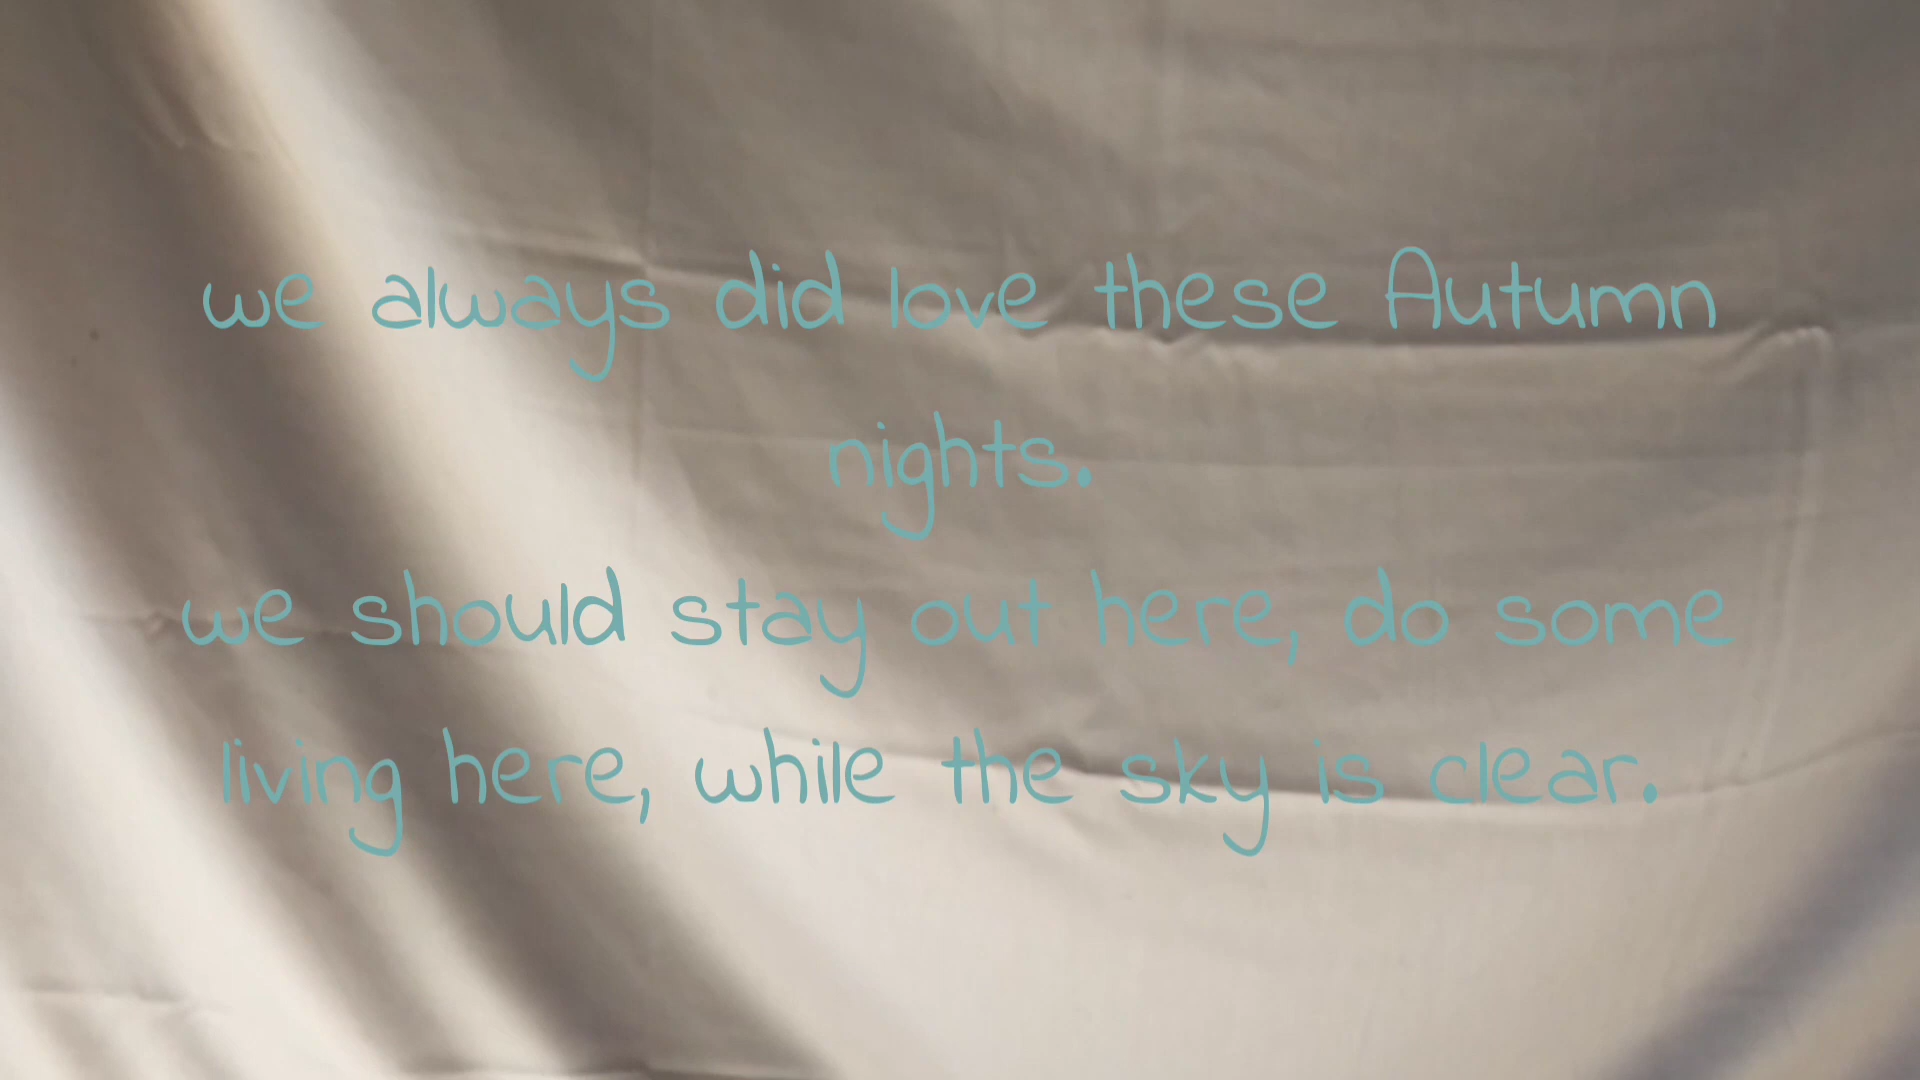 we always did love these Autumn
nights.
we should stay out here, do some
living here, while the sky is clear.